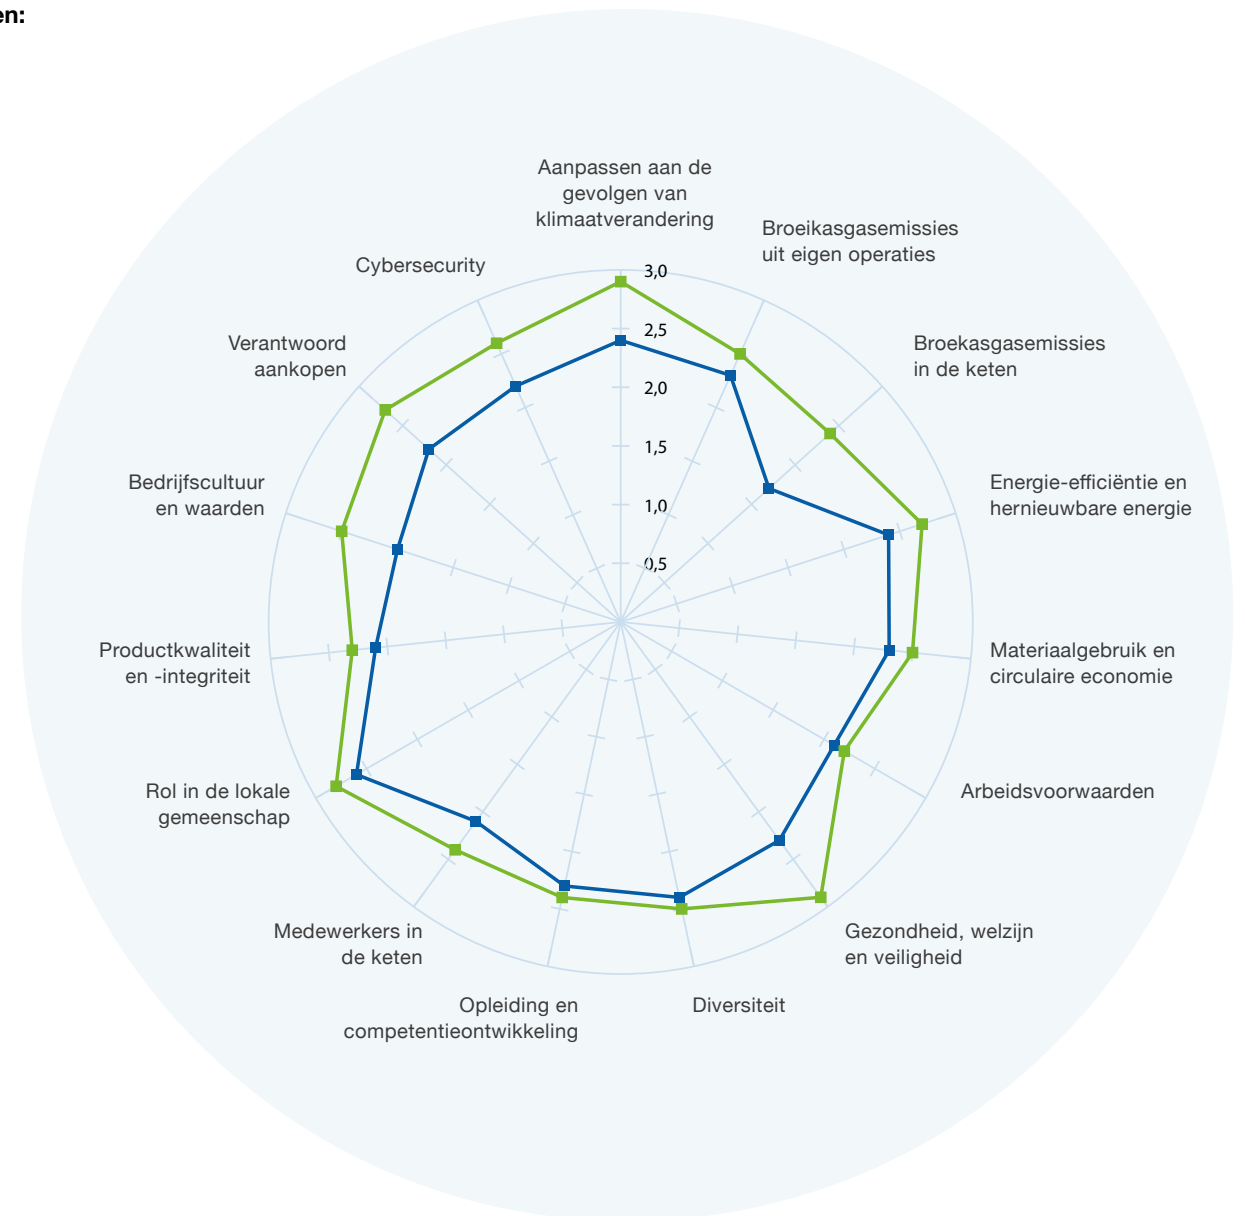 en:
Aanpassen aan de
gevolgen van
klimaatverandering
Broeikasgasemissies
uit eigen operaties
Cybersecurity
3,0
2,5
2,0
1,5
1,0
0,5
Verantwoord
aankopen
Broekasgasemissies
in de keten
Bedrijfscultuur
en waarden
Energie-efficiëntie en
hernieuwbare energie
Productkwaliteit
en -integriteit
Materiaalgebruik en
circulaire economie
Rol in de lokale
gemeenschap
Arbeidsvoorwaarden
Medewerkers in
de keten
Gezondheid, welzijn
en veiligheid
Opleiding en
competentieontwikkeling
Diversiteit